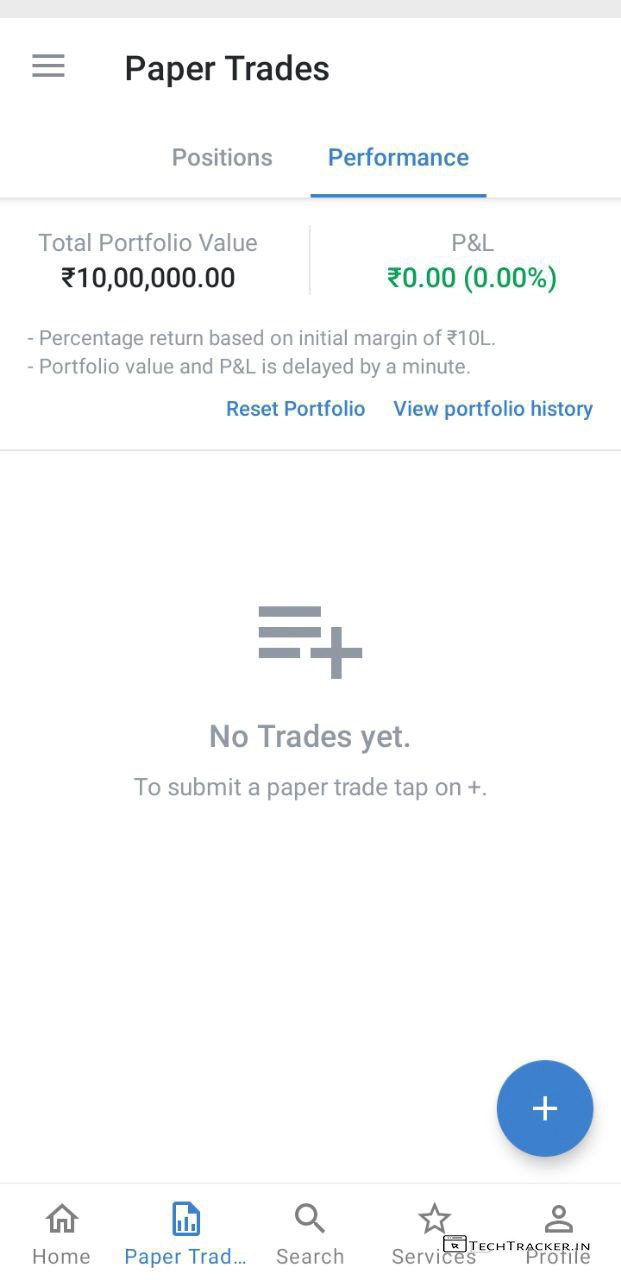 Paper Trades
Positions Performance
Total Portfolio Value P&L
₹10,00,000.00 ₹0.00 (0.00%)
- Percentage return based on initial margin of ₹10L.
- Portfolio value and P&L is delayed by a minute.
Reset Portfolio View portfolio history
No Trades yet.
To submit a paper trade tap on +.
+
TechTracker.in
Home Paper Trad... Search Services Profile